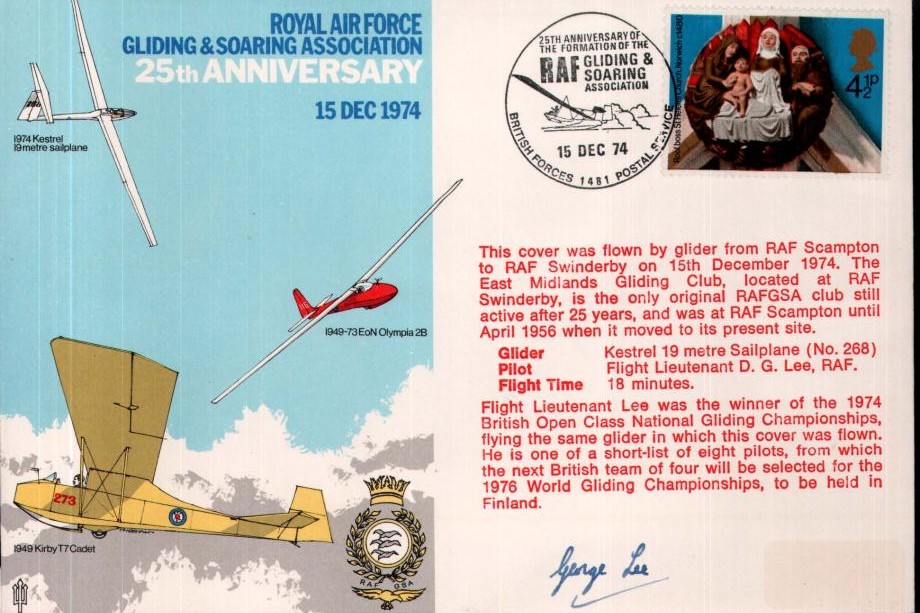 ROYAL AIR FORCE
GLIDING & SOARING ASSOCIATION
25th ANNIVERSARY
15 DEC 1974
1974 Kestrel
19 metre sailplane
1949-73 EoN Olympia 2B
273
1949 Kirby T7 Cadet
RAF GSA
25TH ANNIVERSARY OF
THE FORMATION OF THE
RAF GLIDING &
SOARING
ASSOCIATION
15 DEC 74
BRITISH FORCES 1481 POSTAL SERVICE
Roof boss St Helen's Church, Norwich c1480
4½P
This cover was flown by glider from RAF Scampton
to RAF Swinderby on 15th December 1974. The
East Midlands Gliding Club, located at RAF
Swinderby, is the only original RAFGSA club still
active after 25 years, and was at RAF Scampton until
April 1956 when it moved to its present site.
Glider Kestrel 19 metre Sailplane (No. 268)
Pilot Flight Lieutenant D. G. Lee, RAF.
Flight Time 18 minutes.
Flight Lieutenant Lee was the winner of the 1974
British Open Class National Gliding Championships,
flying the same glider in which this cover was flown.
He is one of a short-list of eight pilots, from which
the next British team of four will be selected for the
1976 World Gliding Championships, to be held in
Finland.
George Lee